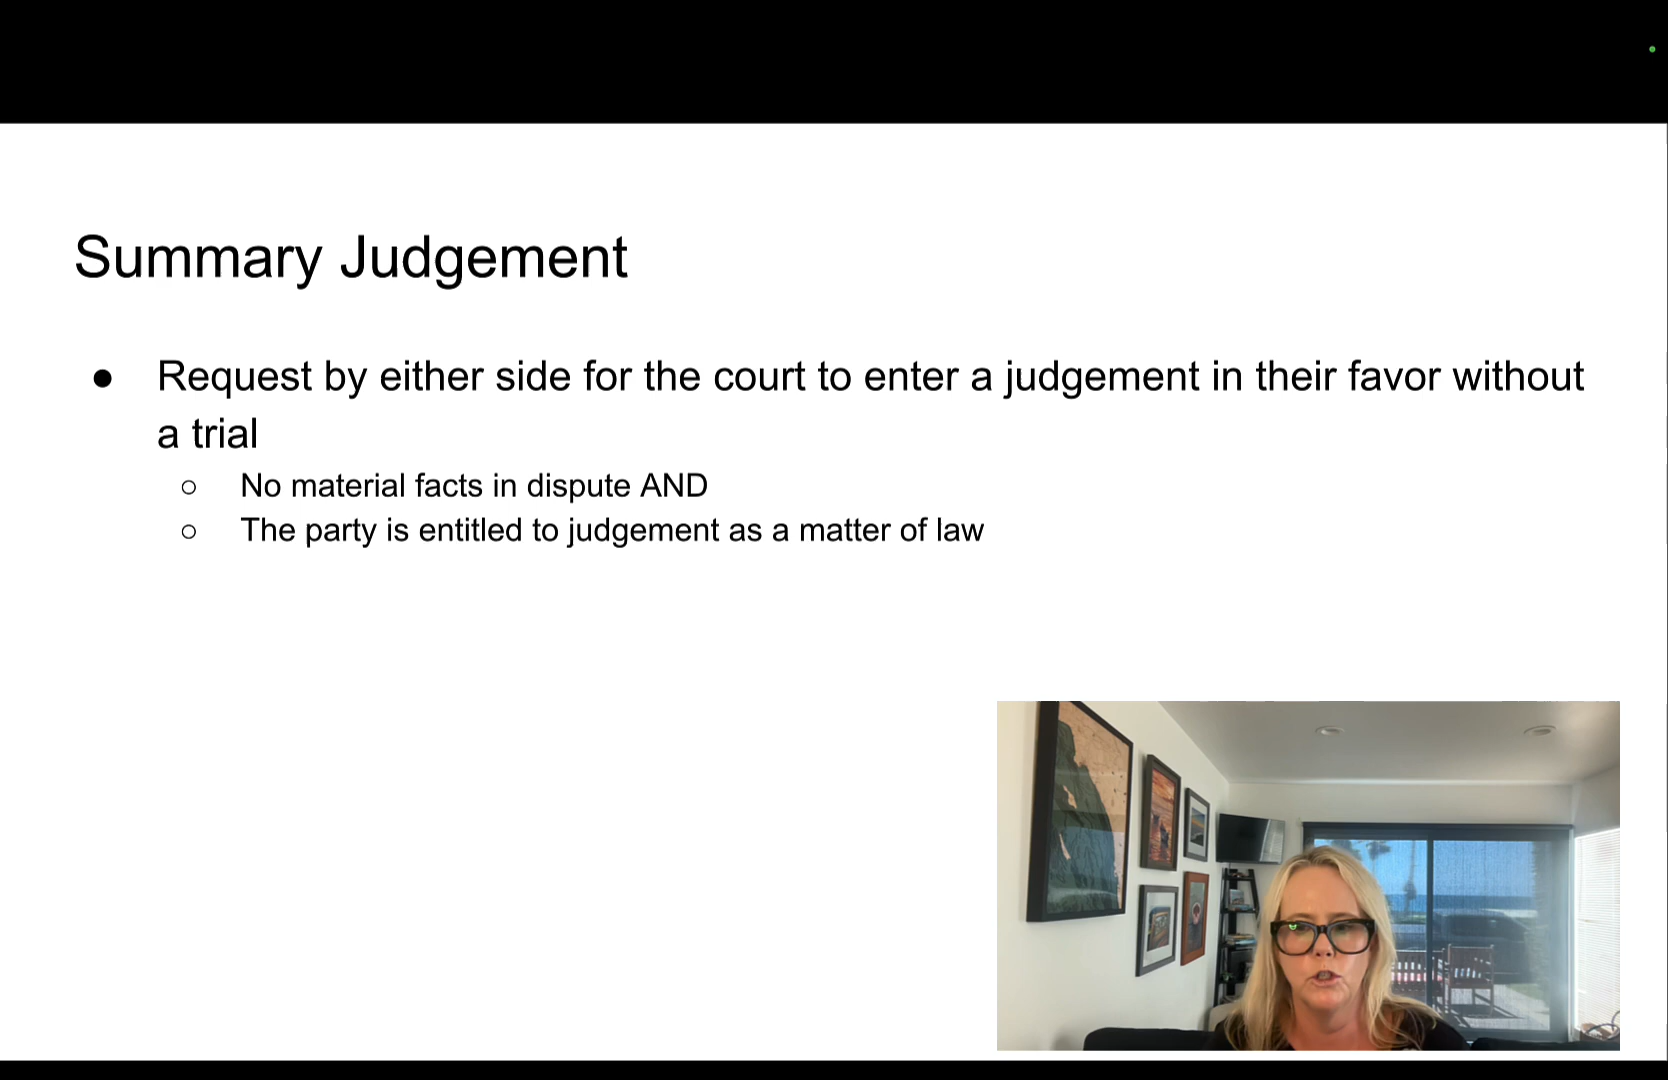 Summary Judgement
● Request by either side for the court to enter a judgement in their favor without
a trial
○ No material facts in dispute AND
○ The party is entitled to judgement as a matter of law